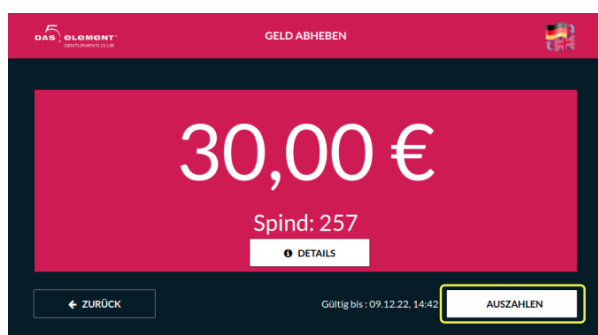 DAS 5 ELEMENT
GENTLEMEN'S CLUB
GELD ABHEBEN
30,00 €
Spind: 257
DETAILS
ZURÜCK
Gültig bis : 09.12.22, 14:42
AUSZAHLEN